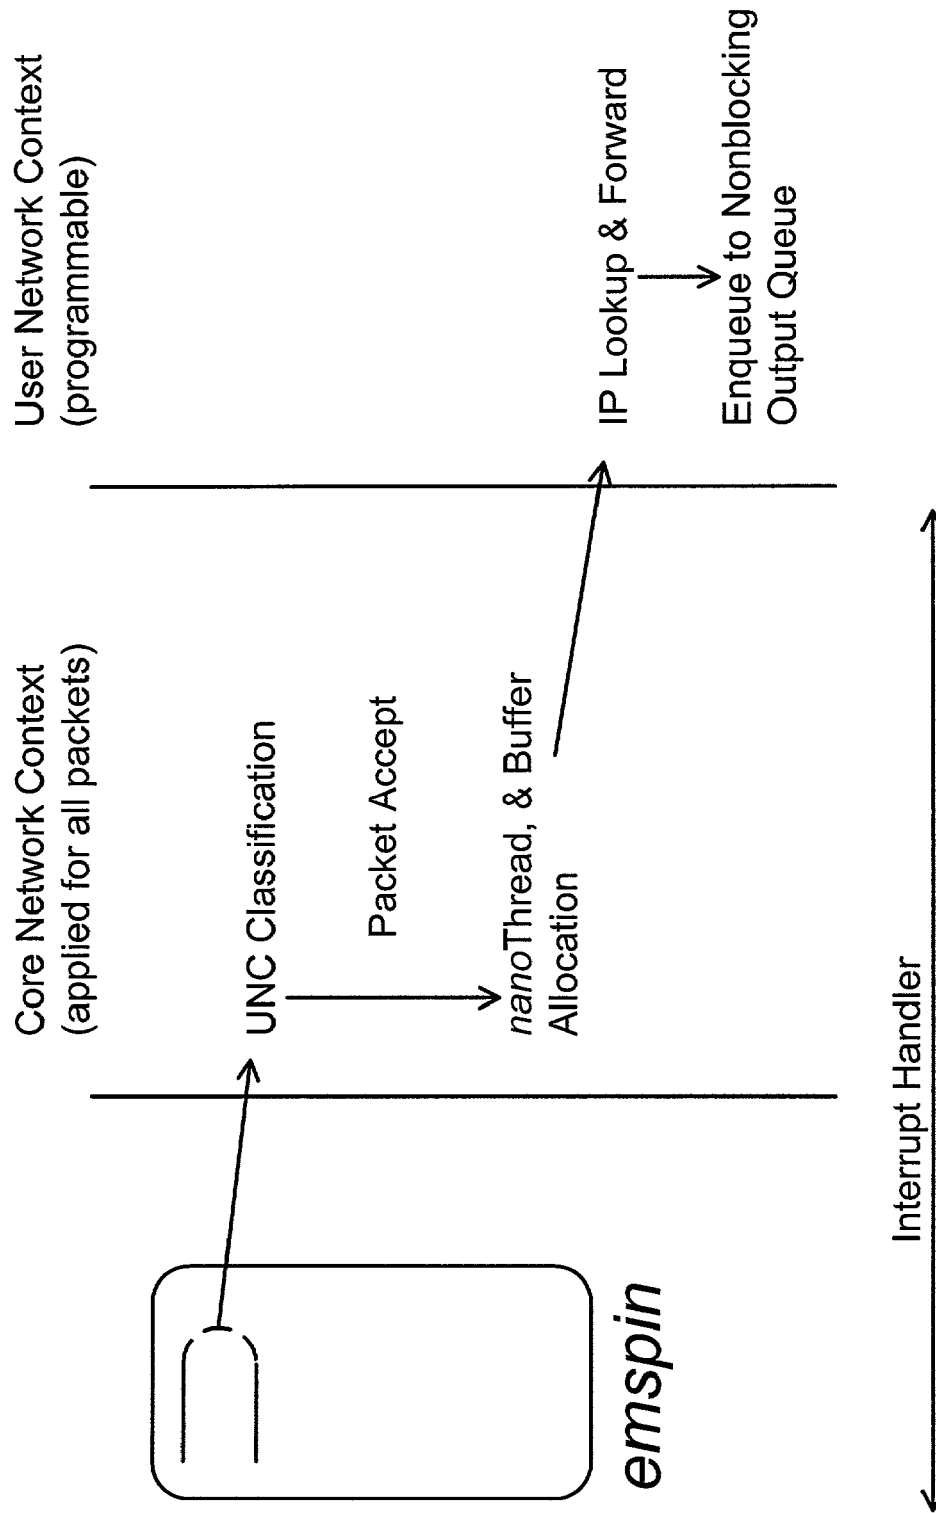 Core Network Context
(applied for all packets)
User Network Context
(programmable)
UNC Classification
Packet Accept
nanoThread, & Buffer
Allocation
IP Lookup & Forward
Enqueue to Nonblocking
Output Queue
emspin
Interrupt Handler